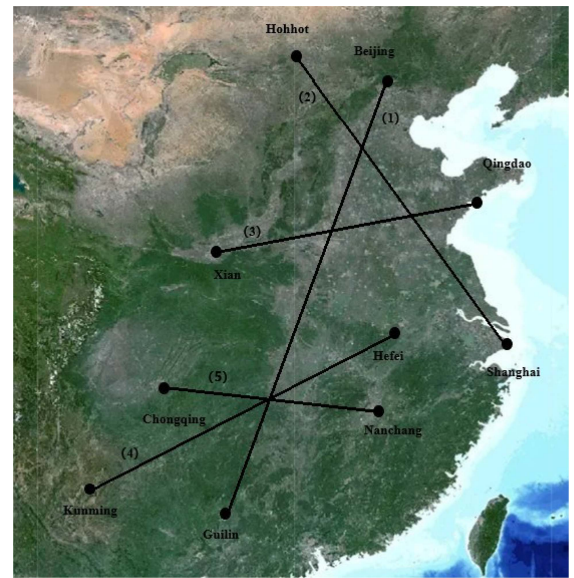 Hohhot
Beijing
(2)
(1)
Qingdao
(3)
Xian
Hefei
Shanghai
(5)
Chongqing
Nanchang
(4)
Kunming
Guilin